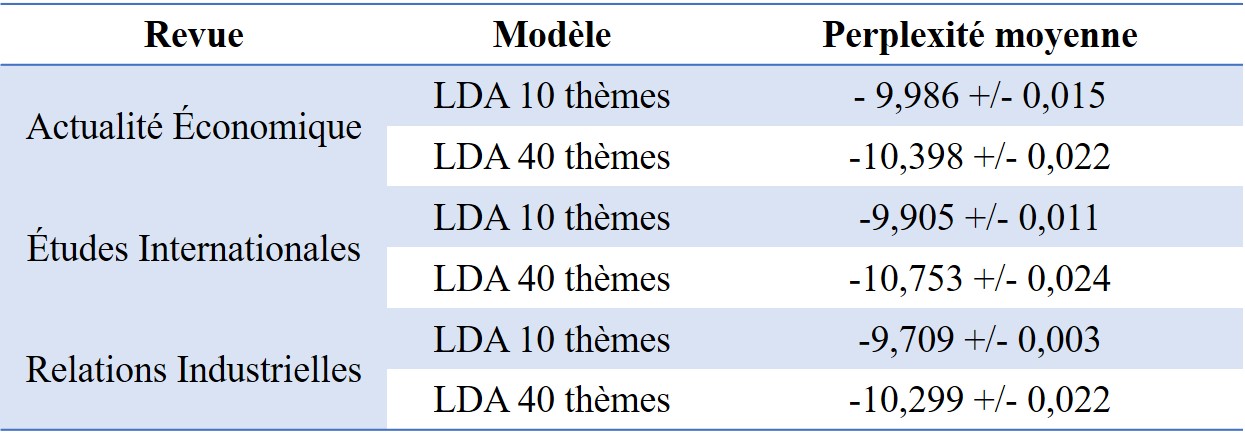 Revue Modèle Perplexité moyenne
Actualité Économique LDA 10 thèmes - 9,986 +/- 0,015
LDA 40 thèmes -10,398 +/- 0,022
Études Internationales LDA 10 thèmes -9,905 +/- 0,011
LDA 40 thèmes -10,753 +/- 0,024
Relations Industrielles LDA 10 thèmes -9,709 +/- 0,003
LDA 40 thèmes -10,299 +/- 0,022